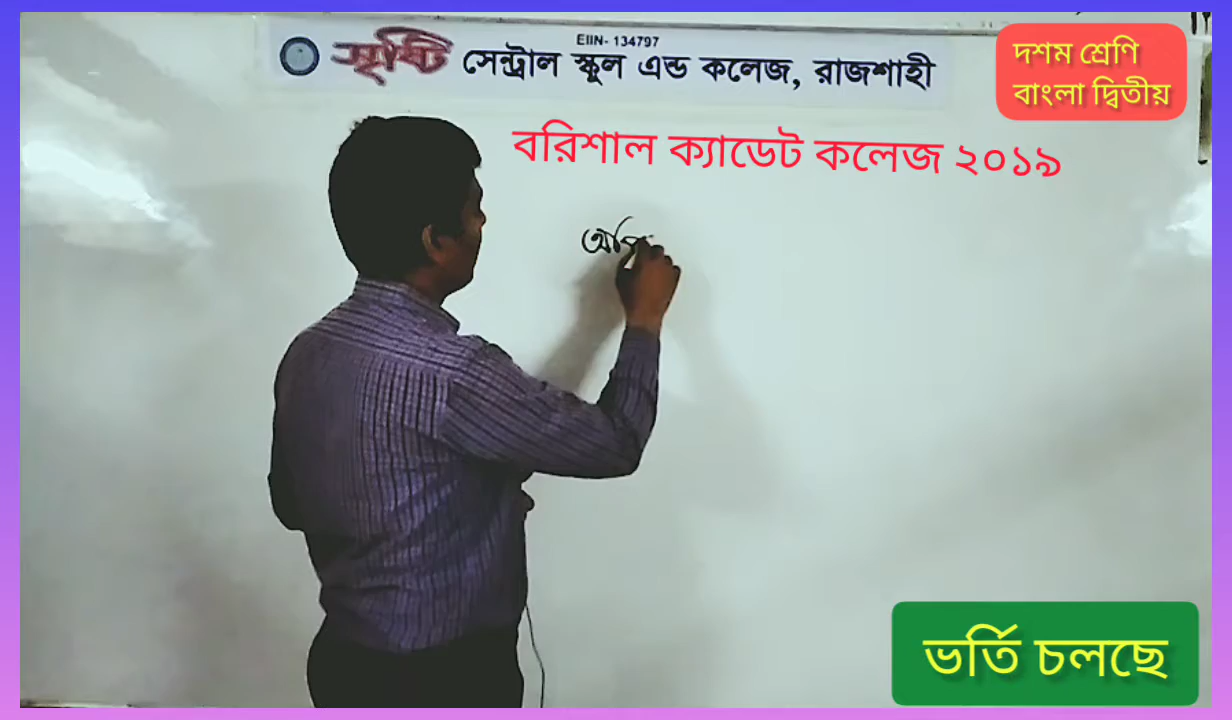 EIIN- 134797
সৃষ্টি সেন্ট্রাল স্কুল এন্ড কলেজ, রাজশাহী
দশম শ্রেণি
বাংলা দ্বিতীয়
বরিশাল ক্যাডেট কলেজ ২০১৯
ভর্তি চলছে